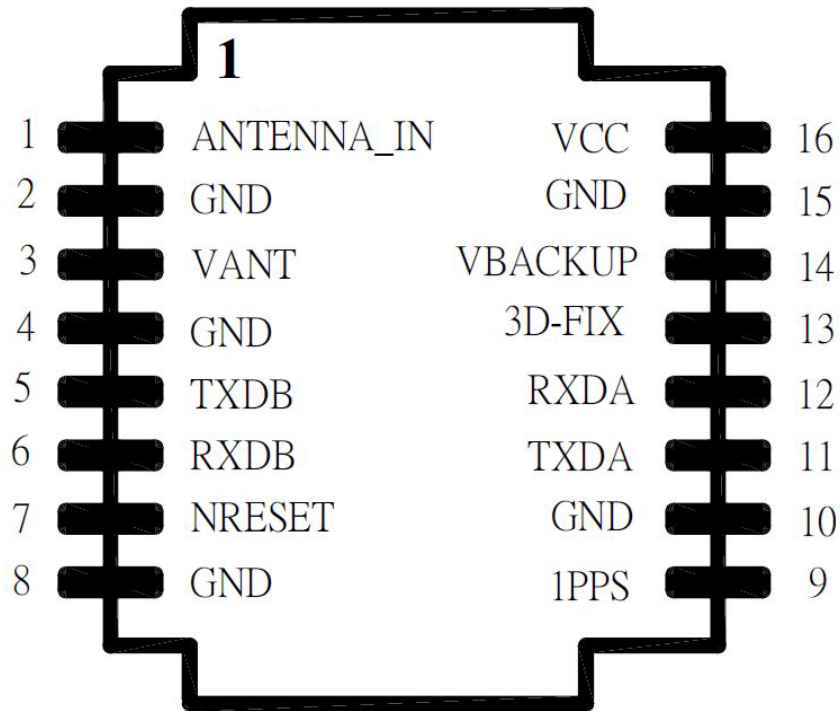 1
1 ANTENNA_IN VCC 16
2 GND GND 15
3 VANT VBACKUP 14
4 GND 3D-FIX 13
5 TXDB RXDA 12
6 RXDB TXDA 11
7 NRESET GND 10
8 GND 1PPS 9